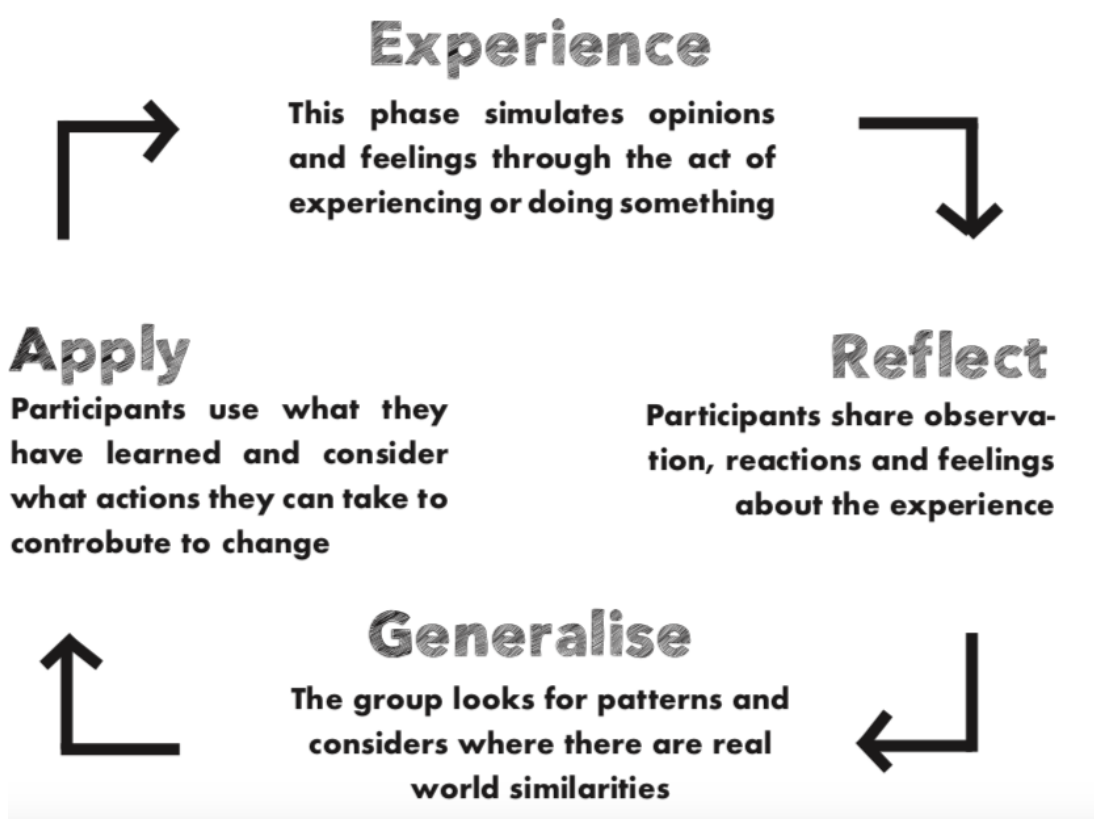 Experience
This phase simulates opinions
and feelings through the act of
experiencing or doing something
Apply
Participants use what they
have learned and consider
what actions they can take to
controbute to change
Reflect
Participants share observa-
tion, reactions and feelings
about the experience
Generalise
The group looks for patterns and
considers where there are real
world similarities